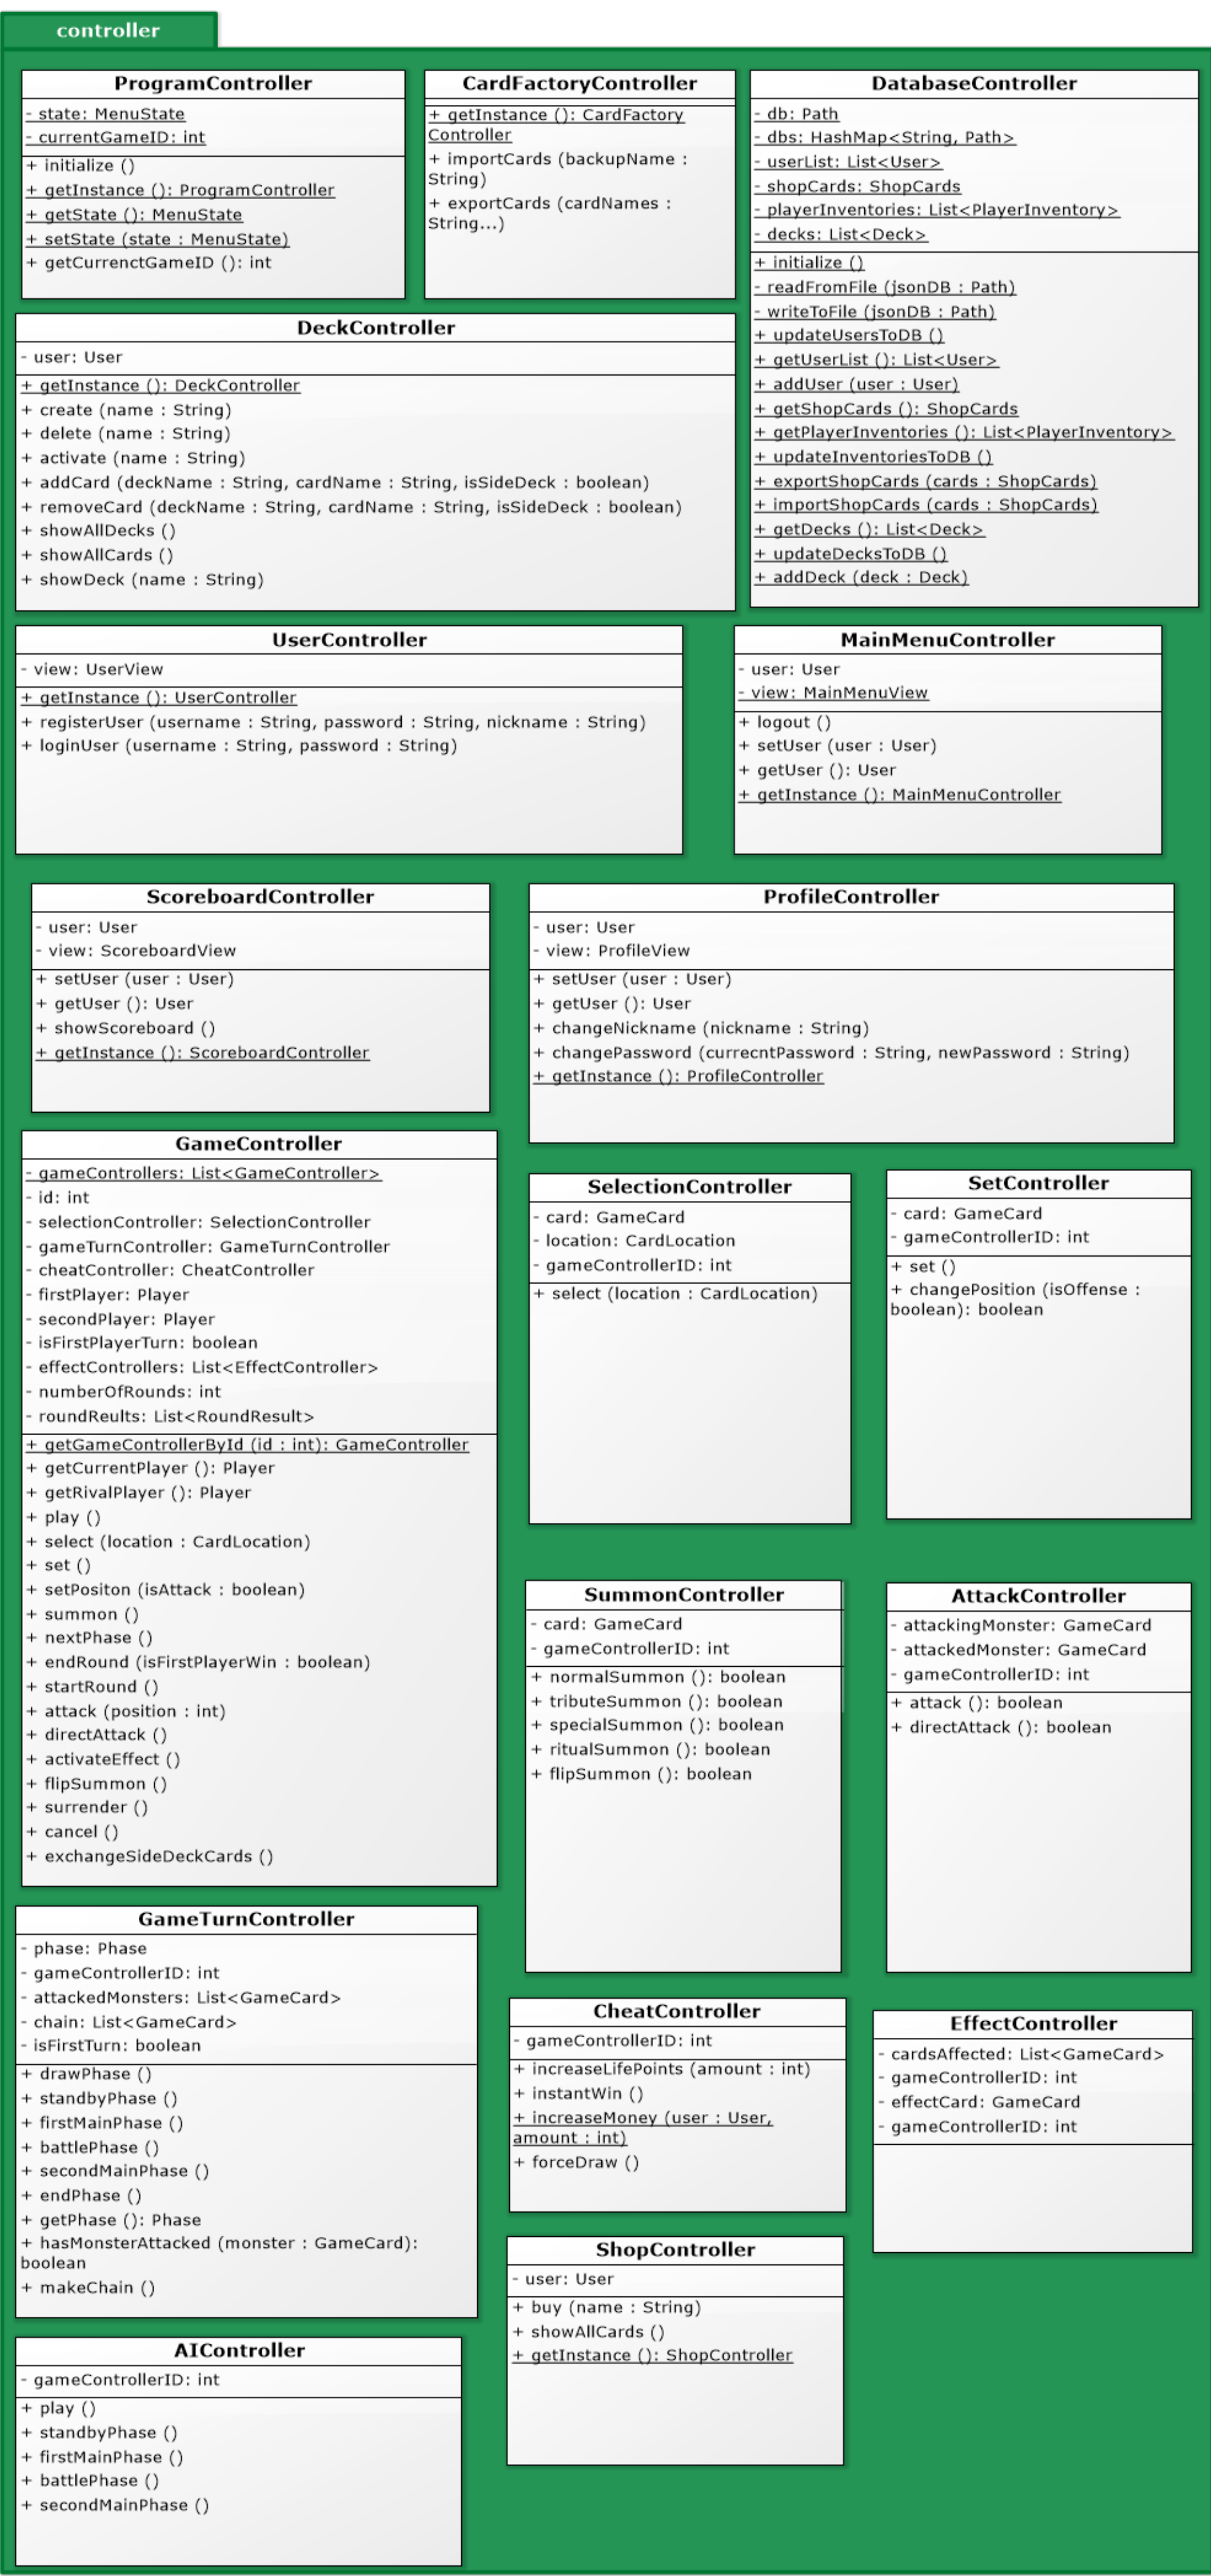 controller
ProgramController
- state: MenuState
- currentGameID: int
+ initialize ()
+ getInstance (): ProgramController
+ getState (): MenuState
+ setState (state : MenuState)
+ getCurrenctGameID (): int
CardFactoryController
+ getInstance (): CardFactory
Controller
+ importCards (backupName :
String)
+ exportCards (cardNames :
String...)
DatabaseController
- db: Path
- dbs: HashMap<String, Path>
- userList: List<User>
- shopCards: ShopCards
- playerInventories: List<PlayerInventory>
- decks: List<Deck>
+ initialize ()
- readFromFile (jsonDB : Path)
- writeToFile (jsonDB : Path)
+ updateUsersToDB ()
+ getUserList (): List<User>
+ addUser (user : User)
+ getShopCards (): ShopCards
+ getPlayerInventories (): List<PlayerInventory>
+ updateInventoriesToDB ()
+ exportShopCards (cards : ShopCards)
+ importShopCards (cards : ShopCards)
+ getDecks (): List<Deck>
+ updateDecksToDB ()
+ addDeck (deck : Deck)
DeckController
- user: User
+ getInstance (): DeckController
+ create (name : String)
+ delete (name : String)
+ activate (name : String)
+ addCard (deckName : String, cardName : String, isSideDeck : boolean)
+ removeCard (deckName : String, cardName : String, isSideDeck : boolean)
+ showAllDecks ()
+ showAllCards ()
+ showDeck (name : String)
UserController
- view: UserView
+ getInstance (): UserController
+ registerUser (username : String, password : String, nickname : String)
+ loginUser (username : String, password : String)
MainMenuController
- user: User
- view: MainMenuView
+ logout ()
+ setUser (user : User)
+ getUser (): User
+ getInstance (): MainMenuController
ScoreboardController
- user: User
- view: ScoreboardView
+ setUser (user : User)
+ getUser (): User
+ showScoreboard ()
+ getInstance (): ScoreboardController
ProfileController
- user: User
- view: ProfileView
+ setUser (user : User)
+ getUser (): User
+ changeNickname (nickname : String)
+ changePassword (currecntPassword : String, newPassword : String)
+ getInstance (): ProfileController
GameController
- gameControllers: List<GameController>
- id: int
- selectionController: SelectionController
- gameTurnController: GameTurnController
- cheatController: CheatController
- firstPlayer: Player
- secondPlayer: Player
- isFirstPlayerTurn: boolean
- effectControllers: List<EffectController>
- numberOfRounds: int
- roundReults: List<RoundResult>
+ getGameControllerById (id : int): GameController
+ getCurrentPlayer (): Player
+ getRivalPlayer (): Player
+ play ()
+ select (location : CardLocation)
+ set ()
+ setPositon (isAttack : boolean)
+ summon ()
+ nextPhase ()
+ endRound (isFirstPlayerWin : boolean)
+ startRound ()
+ attack (position : int)
+ directAttack ()
+ activateEffect ()
+ flipSummon ()
+ surrender ()
+ cancel ()
+ exchangeSideDeckCards ()
SelectionController
- card: GameCard
- location: CardLocation
- gameControllerID: int
+ select (location : CardLocation)
SetController
- card: GameCard
- gameControllerID: int
+ set ()
+ changePosition (isOffense :
boolean): boolean
SummonController
- card: GameCard
- gameControllerID: int
+ normalSummon (): boolean
+ tributeSummon (): boolean
+ specialSummon (): boolean
+ ritualSummon (): boolean
+ flipSummon (): boolean
AttackController
- attackingMonster: GameCard
- attackedMonster: GameCard
- gameControllerID: int
+ attack (): boolean
+ directAttack (): boolean
GameTurnController
- phase: Phase
- gameControllerID: int
- attackedMonsters: List<GameCard>
- chain: List<GameCard>
- isFirstTurn: boolean
+ drawPhase ()
+ standbyPhase ()
+ firstMainPhase ()
+ battlePhase ()
+ secondMainPhase ()
+ endPhase ()
+ getPhase (): Phase
+ hasMonsterAttacked (monster : GameCard):
boolean
+ makeChain ()
CheatController
- gameControllerID: int
+ increaseLifePoints (amount : int)
+ instantWin ()
+ increaseMoney (user : User,
amount : int)
+ forceDraw ()
EffectController
- cardsAffected: List<GameCard>
- gameControllerID: int
- effectCard: GameCard
- gameControllerID: int
ShopController
- user: User
+ buy (name : String)
+ showAllCards ()
+ getInstance (): ShopController
AIController
- gameControllerID: int
+ play ()
+ standbyPhase ()
+ firstMainPhase ()
+ battlePhase ()
+ secondMainPhase ()